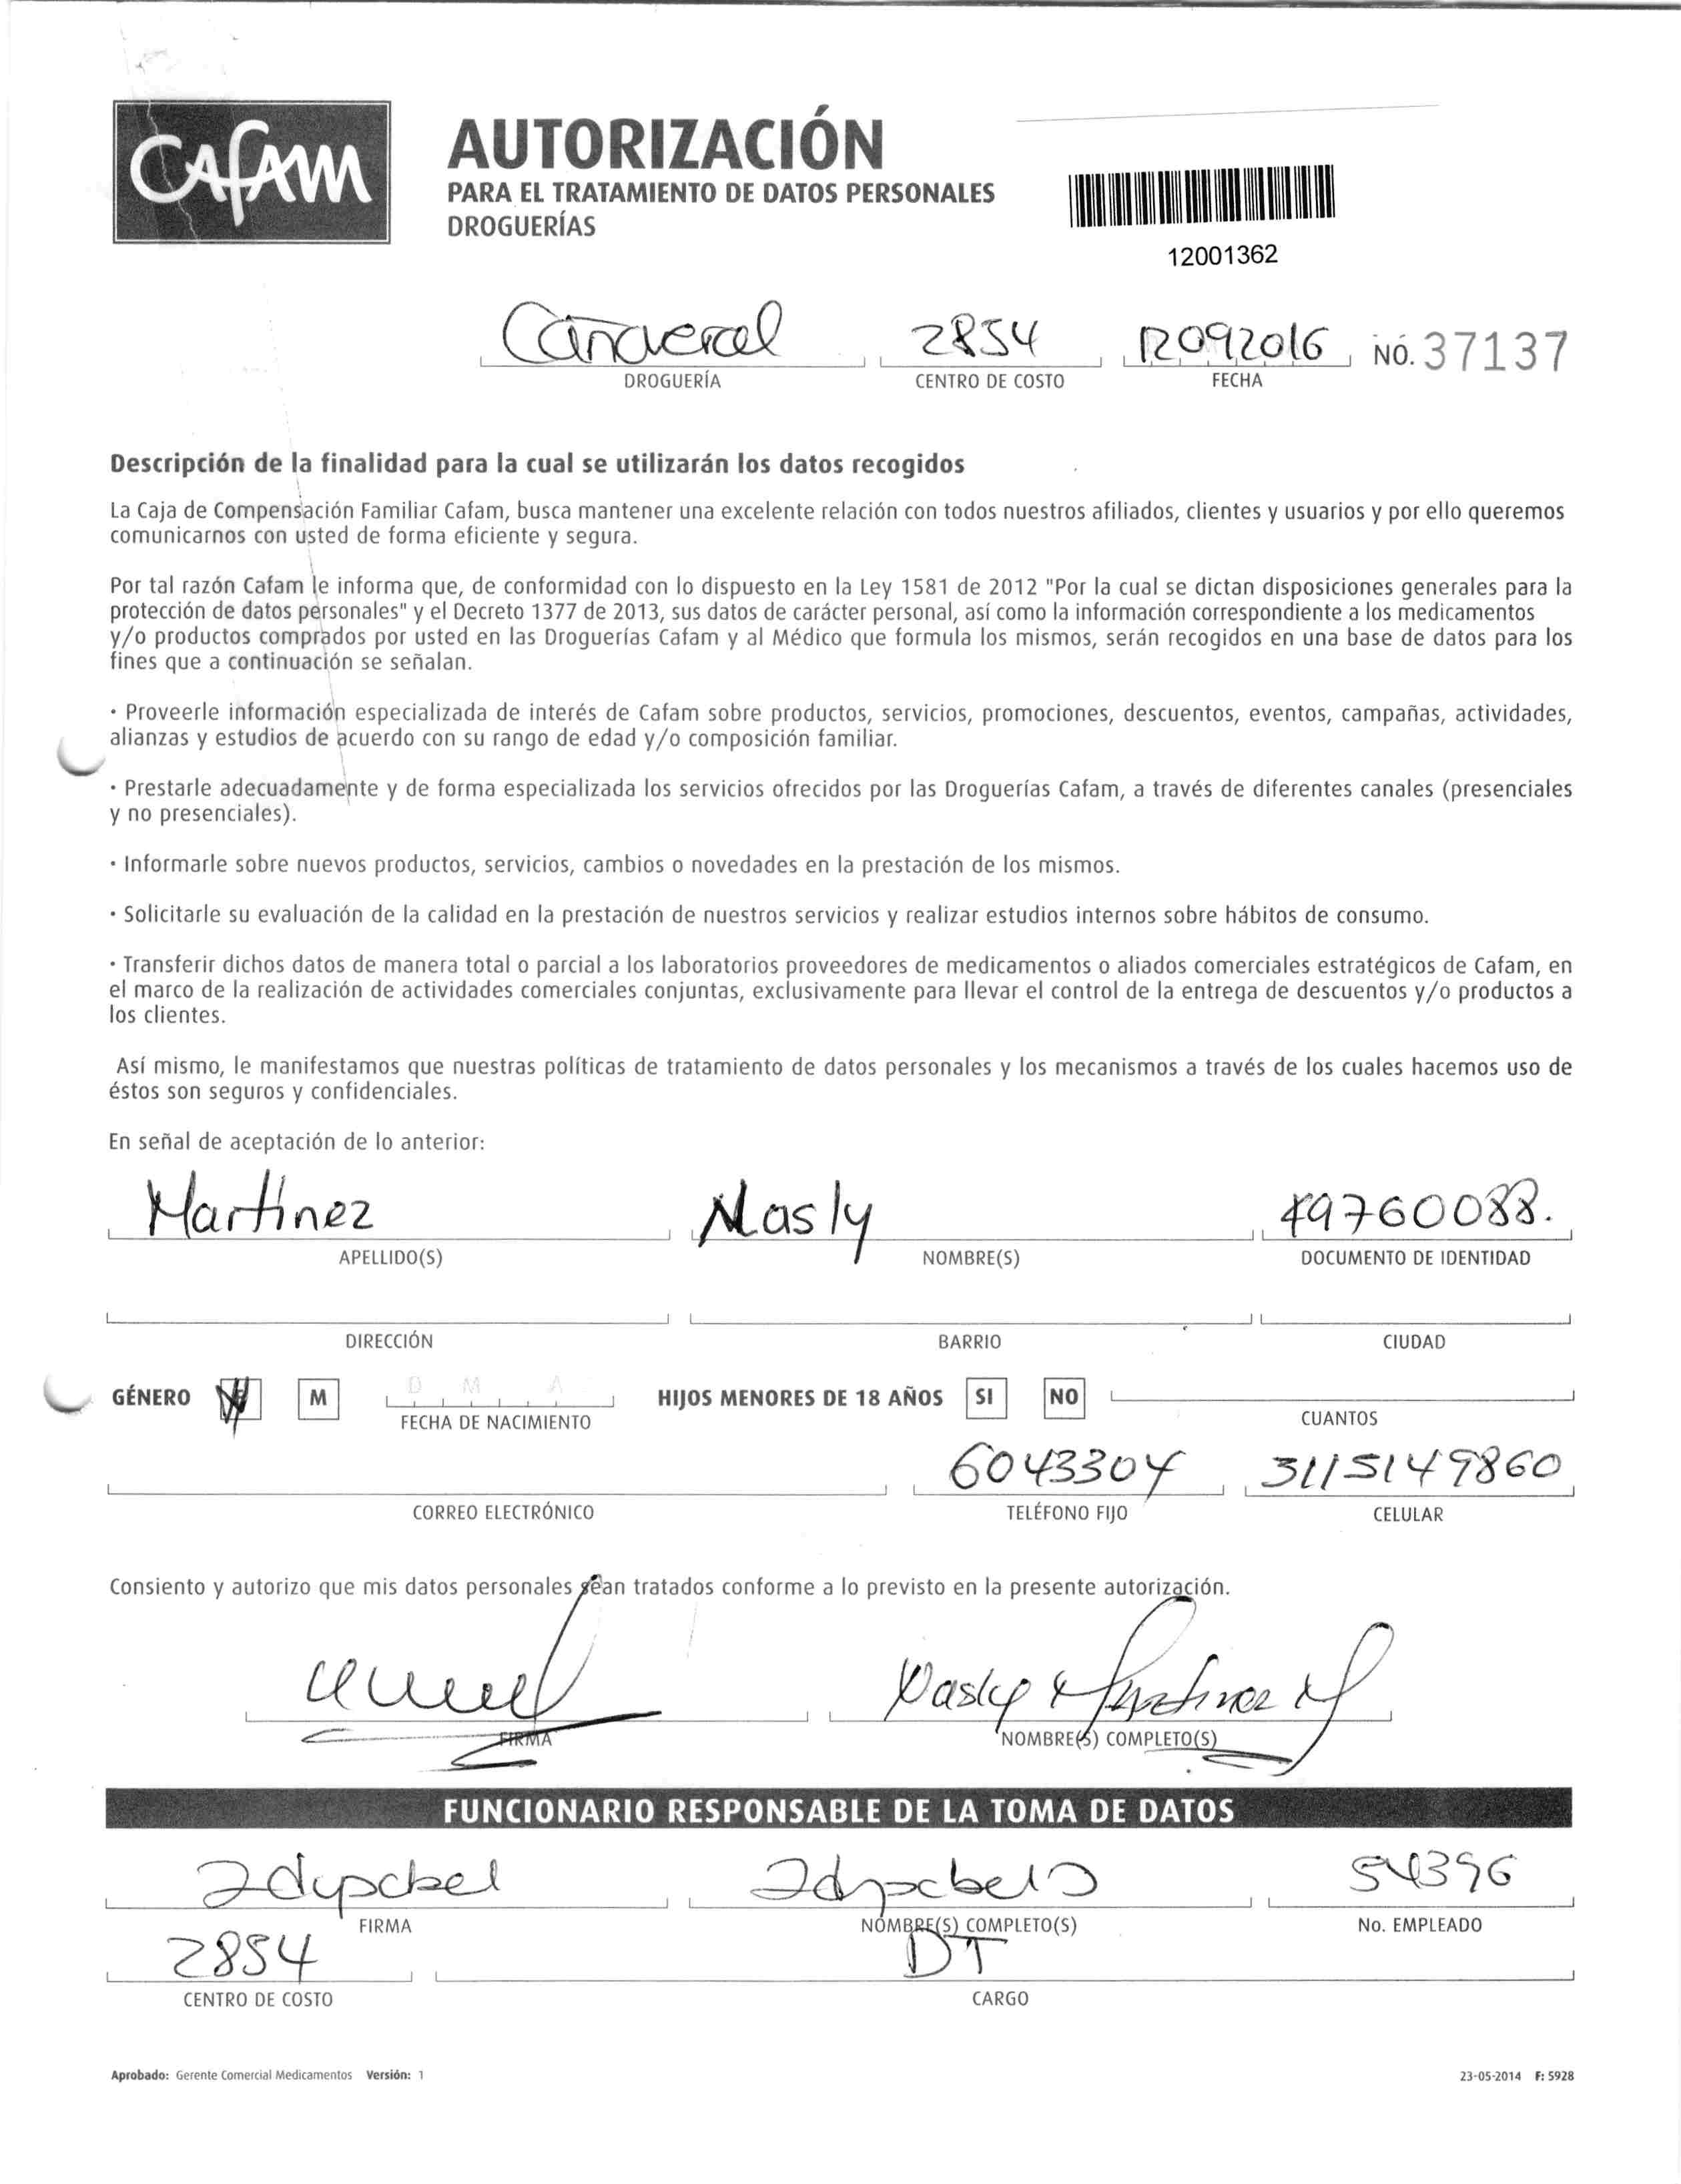 Cafam
AUTORIZACIÓN
PARA EL TRATAMIENTO DE DATOS PERSONALES
DROGUERÍAS
12001362
Cañaveral 2854 12092016 NO. 37137
DROGUERÍA CENTRO DE COSTO FECHA
Descripción de la finalidad para la cual se utilizarán los datos recogidos
La Caja de Compensación Familiar Cafam, busca mantener una excelente relación con todos nuestros afiliados, clientes y usuarios y por ello queremos
comunicarnos con usted de forma eficiente y segura.
Por tal razón Cafam le informa que, de conformidad con lo dispuesto en la Ley 1581 de 2012 "Por la cual se dictan disposiciones generales para la
protección de datos personales" y el Decreto 1377 de 2013, sus datos de carácter personal, así como la información correspondiente a los medicamentos
y/o productos comprados por usted en las Droguerías Cafam y al Médico que formula los mismos, serán recogidos en una base de datos para los
fines que a continuación se señalan.
· Proveerle información especializada de interés de Cafam sobre productos, servicios, promociones, descuentos, eventos, campañas, actividades,
alianzas y estudios de acuerdo con su rango de edad y/o composición familiar.
· Prestarle adecuadamente y de forma especializada los servicios ofrecidos por las Droguerías Cafam, a través de diferentes canales (presenciales
y no presenciales).
· Informarle sobre nuevos productos, servicios, cambios o novedades en la prestación de los mismos.
· Solicitarle su evaluación de la calidad en la prestación de nuestros servicios y realizar estudios internos sobre hábitos de consumo.
· Transferir dichos datos de manera total o parcial a los laboratorios proveedores de medicamentos o aliados comerciales estratégicos de Cafam, en
el marco de la realización de actividades comerciales conjuntas, exclusivamente para llevar el control de la entrega de descuentos y/o productos a
los clientes.
Así mismo, le manifestamos que nuestras políticas de tratamiento de datos personales y los mecanismos a través de los cuales hacemos uso de
éstos son seguros y confidenciales.
En señal de aceptación de lo anterior:
Martínez Nasly 49760088.
APELLIDO(S) NOMBRE(S) DOCUMENTO DE IDENTIDAD
DIRECCIÓN BARRIO CIUDAD
GÉNERO F M D M A HIJOS MENORES DE 18 AÑOS SI NO
FECHA DE NACIMIENTO CUANTOS
6043304 3115149860
CORREO ELECTRÓNICO TELÉFONO FIJO CELULAR
Consiento y autorizo que mis datos personales sean tratados conforme a lo previsto en la presente autorización.
Nasly Martinez M
FIRMA NOMBRE(S) COMPLETO(S)
FUNCIONARIO RESPONSABLE DE LA TOMA DE DATOS
54396
FIRMA NOMBRE(S) COMPLETO(S) No. EMPLEADO
2854 DT
CENTRO DE COSTO CARGO
Aprobado: Gerente Comercial Medicamentos Versión: 1 23-05-2014 F: 5928